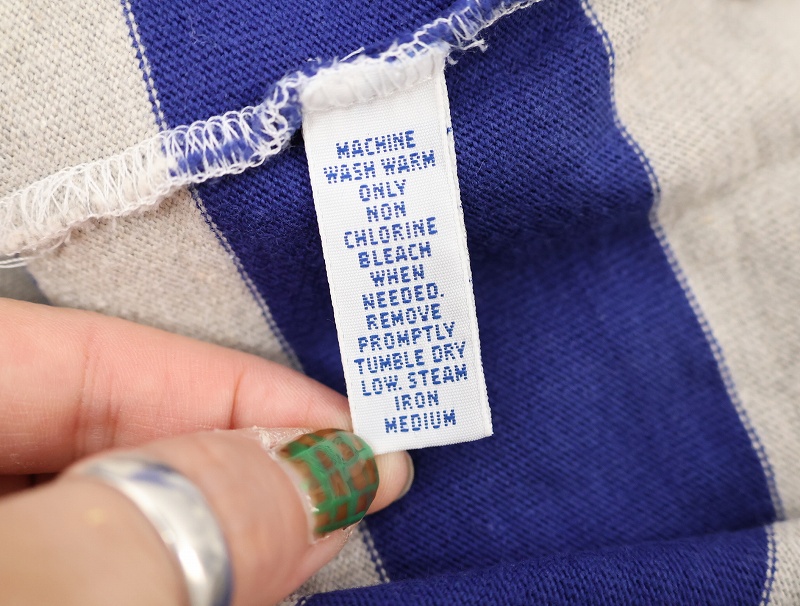 MACHINE
WASH WARM
ONLY
NON
CHLORINE
BLEACH
WHEN
NEEDED.
REMOVE
PROMPTLY
TUMBLE DRY
LOW. STEAM
IRON
MEDIUM